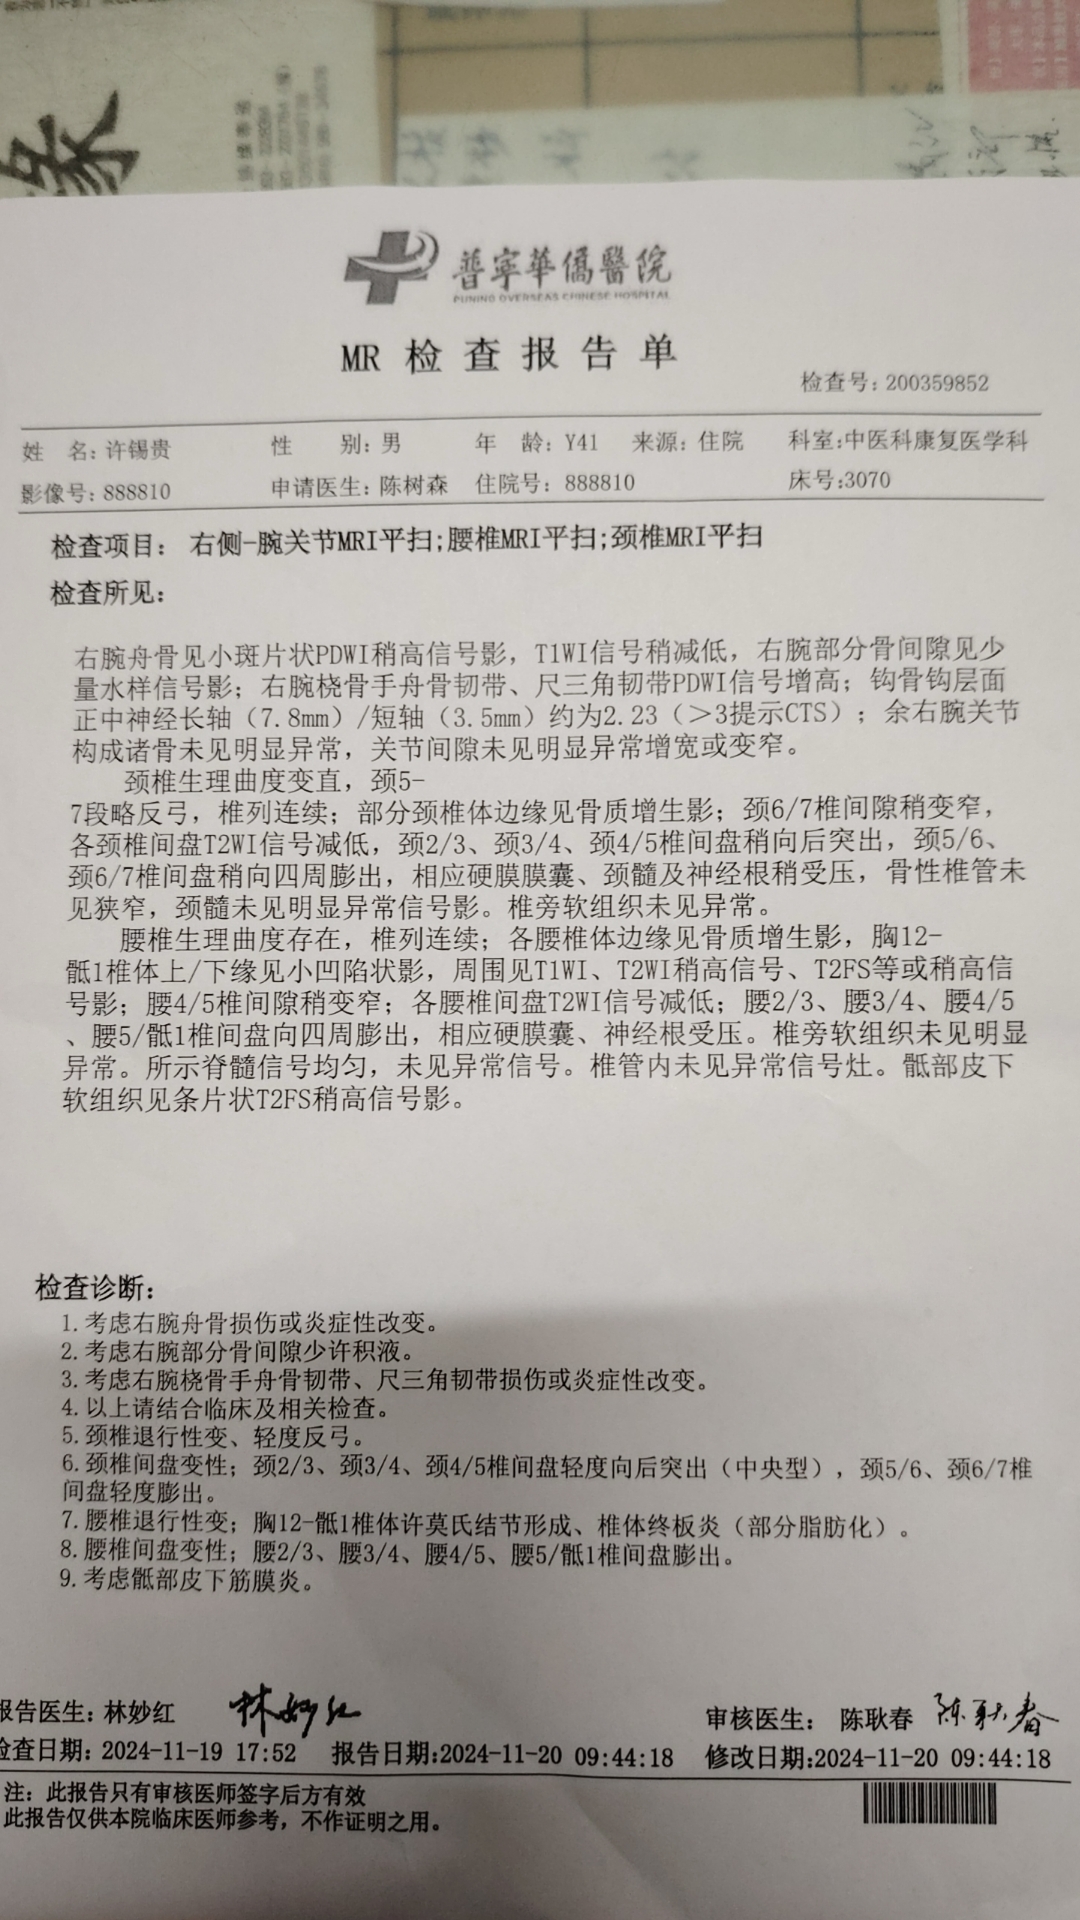 缘
普寧華僑醫院
PUNING OVERSEAS CHINESE HOSPITAL
MR 检 查 报 告 单
检查号: 200359852
姓 名: 许锡贵 性 别: 男 年 龄: Y41 来源: 住院 科室:中医科康复医学科
影像号: 888810 申请医生: 陈树森 住院号: 888810 床号:3070
检查项目: 右侧-腕关节MRI平扫;腰椎MRI平扫;颈椎MRI平扫
检查所见:
右腕舟骨见小斑片状PDWI稍高信号影, T1WI信号稍减低, 右腕部分骨间隙见少
量水样信号影; 右腕桡骨手舟骨韧带、尺三角韧带PDWI信号增高; 钩骨钩层面
正中神经长轴（7.8mm）/短轴（3.5mm）约为2.23（＞3提示CTS）; 余右腕关节
构成诸骨未见明显异常, 关节间隙未见明显异常增宽或变窄。
颈椎生理曲度变直, 颈5-
7段略反弓, 椎列连续; 部分颈椎体边缘见骨质增生影; 颈6/7椎间隙稍变窄,
各颈椎间盘T2WI信号减低, 颈2/3、颈3/4、颈4/5椎间盘稍向后突出, 颈5/6、
颈6/7椎间盘稍向四周膨出, 相应硬膜膜囊、颈髓及神经根稍受压, 骨性椎管未
见狭窄, 颈髓未见明显异常信号影。椎旁软组织未见异常。
腰椎生理曲度存在, 椎列连续; 各腰椎体边缘见骨质增生影, 胸12-
骶1椎体上/下缘见小凹陷状影, 周围见T1WI、T2WI稍高信号、T2FS等或稍高信
号影; 腰4/5椎间隙稍变窄; 各腰椎间盘T2WI信号减低; 腰2/3、腰3/4、腰4/5
、腰5/骶1椎间盘向四周膨出, 相应硬膜囊、神经根受压。椎旁软组织未见明显
异常。所示脊髓信号均匀, 未见异常信号。椎管内未见异常信号灶。骶部皮下
软组织见条片状T2FS稍高信号影。
检查诊断:
1.考虑右腕舟骨损伤或炎症性改变。
2.考虑右腕部分骨间隙少许积液。
3.考虑右腕桡骨手舟骨韧带、尺三角韧带损伤或炎症性改变。
4.以上请结合临床及相关检查。
5.颈椎退行性变、轻度反弓。
6.颈椎间盘变性; 颈2/3、颈3/4、颈4/5椎间盘轻度向后突出（中央型）, 颈5/6、颈6/7椎
间盘轻度膨出。
7.腰椎退行性变; 胸12-骶1椎体许莫氏结节形成、椎体终板炎（部分脂肪化）。
8.腰椎间盘变性; 腰2/3、腰3/4、腰4/5、腰5/骶1椎间盘膨出。
9.考虑骶部皮下筋膜炎。
报告医生: 林妙红 林妙红 审核医生: 陈耿春 陈耿春
检查日期: 2024-11-19 17:52 报告日期:2024-11-20 09:44:18 修改日期:2024-11-20 09:44:18
注: 此报告只有审核医师签字后方有效
此报告仅供本院临床医师参考, 不作证明之用。